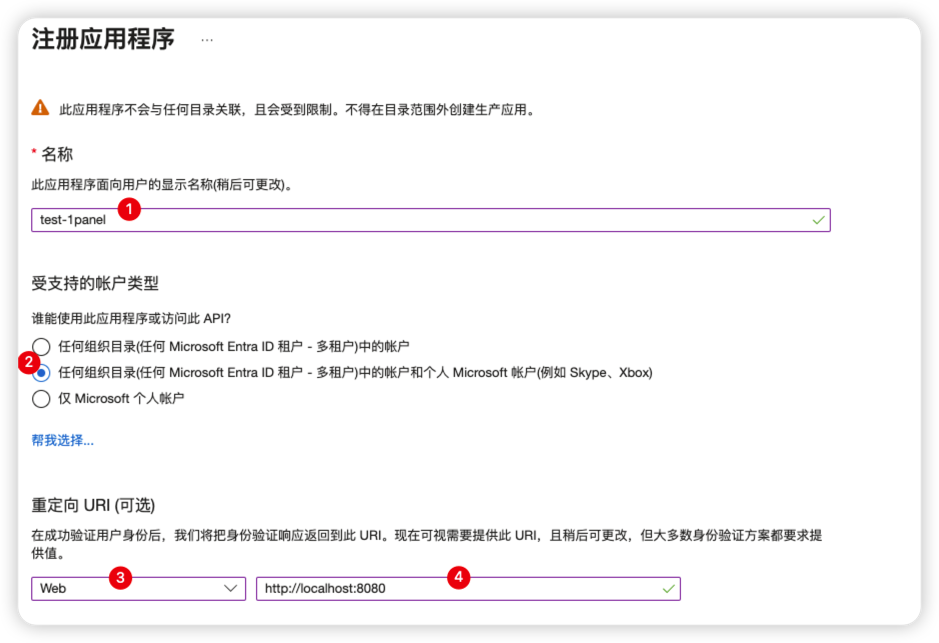 注册应用程序 ...
此应用程序不会与任何目录关联，且会受到限制。不得在目录范围外创建生产应用。
* 名称
此应用程序面向用户的显示名称(稍后可更改)。
1
test-1panel
受支持的帐户类型
谁能使用此应用程序或访问此 API?
任何组织目录(任何 Microsoft Entra ID 租户 - 多租户)中的帐户
2
任何组织目录(任何 Microsoft Entra ID 租户 - 多租户)中的帐户和个人 Microsoft 帐户(例如 Skype、Xbox)
仅 Microsoft 个人帐户
帮我选择...
重定向 URI (可选)
在成功验证用户身份后，我们将把身份验证响应返回到此 URI。现在可视需要提供此 URI，且稍后可更改，但大多数身份验证方案都要求提
供值。
3 4
Web http://localhost:8080